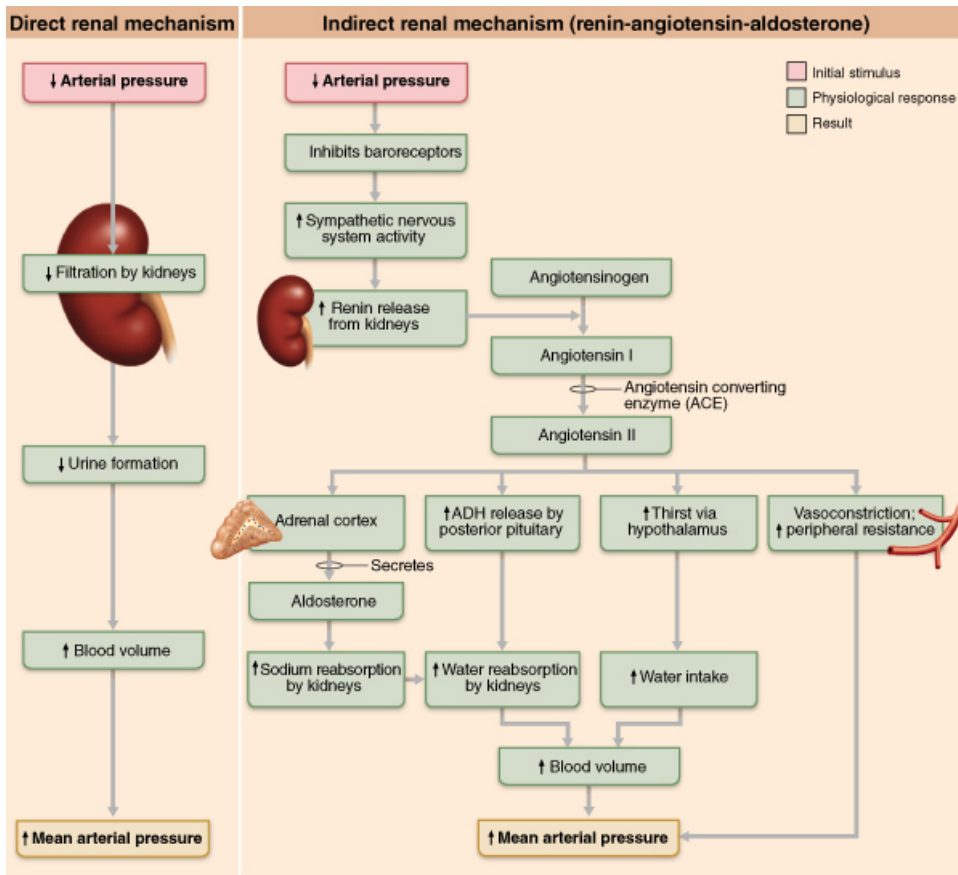 Direct renal mechanism
↓ Arterial pressure
↓ Filtration by kidneys
↓ Urine formation
↑ Blood volume
↑ Mean arterial pressure
Indirect renal mechanism (renin-angiotensin-aldosterone)
Initial stimulus
Physiological response
Result
↓ Arterial pressure
Inhibits baroreceptors
↑ Sympathetic nervous
system activity
↑ Renin release
from kidneys
Angiotensinogen
Angiotensin I
Angiotensin converting
enzyme (ACE)
Angiotensin II
Adrenal cortex
Secretes
Aldosterone
↑ Sodium reabsorption
by kidneys
↑ ADH release by
posterior pituitary
↑ Water reabsorption
by kidneys
↑ Thirst via
hypothalamus
↑ Water intake
Vasoconstriction;
↑ peripheral resistance
↑ Blood volume
↑ Mean arterial pressure